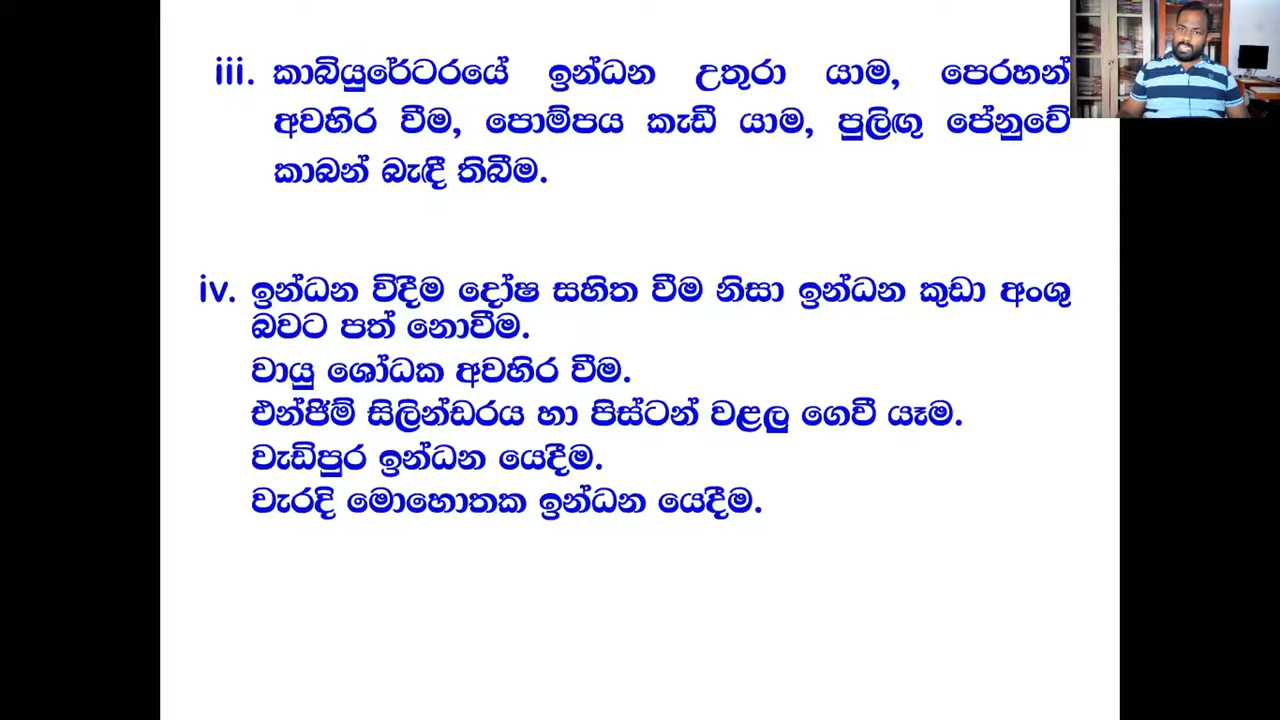 iii. කාබියුරේටරයේ ඉන්ධන උතුරා යාම, පෙරහන්
අවහිර වීම, පොම්පය කැඩී යාම, පුලිඟු පේනුවේ
කාබන් බැඳී තිබීම.
iv. ඉන්ධන විදීම දෝෂ සහිත වීම නිසා ඉන්ධන කුඩා අංශු
බවට පත් නොවීම.
වායු ශෝධක අවහිර වීම.
එන්ජිම් සිලින්ඩරය හා පිස්ටන් වළලු ගෙවී යෑම.
වැඩිපුර ඉන්ධන යෙදීම.
වැරදි මොහොතක ඉන්ධන යෙදීම.